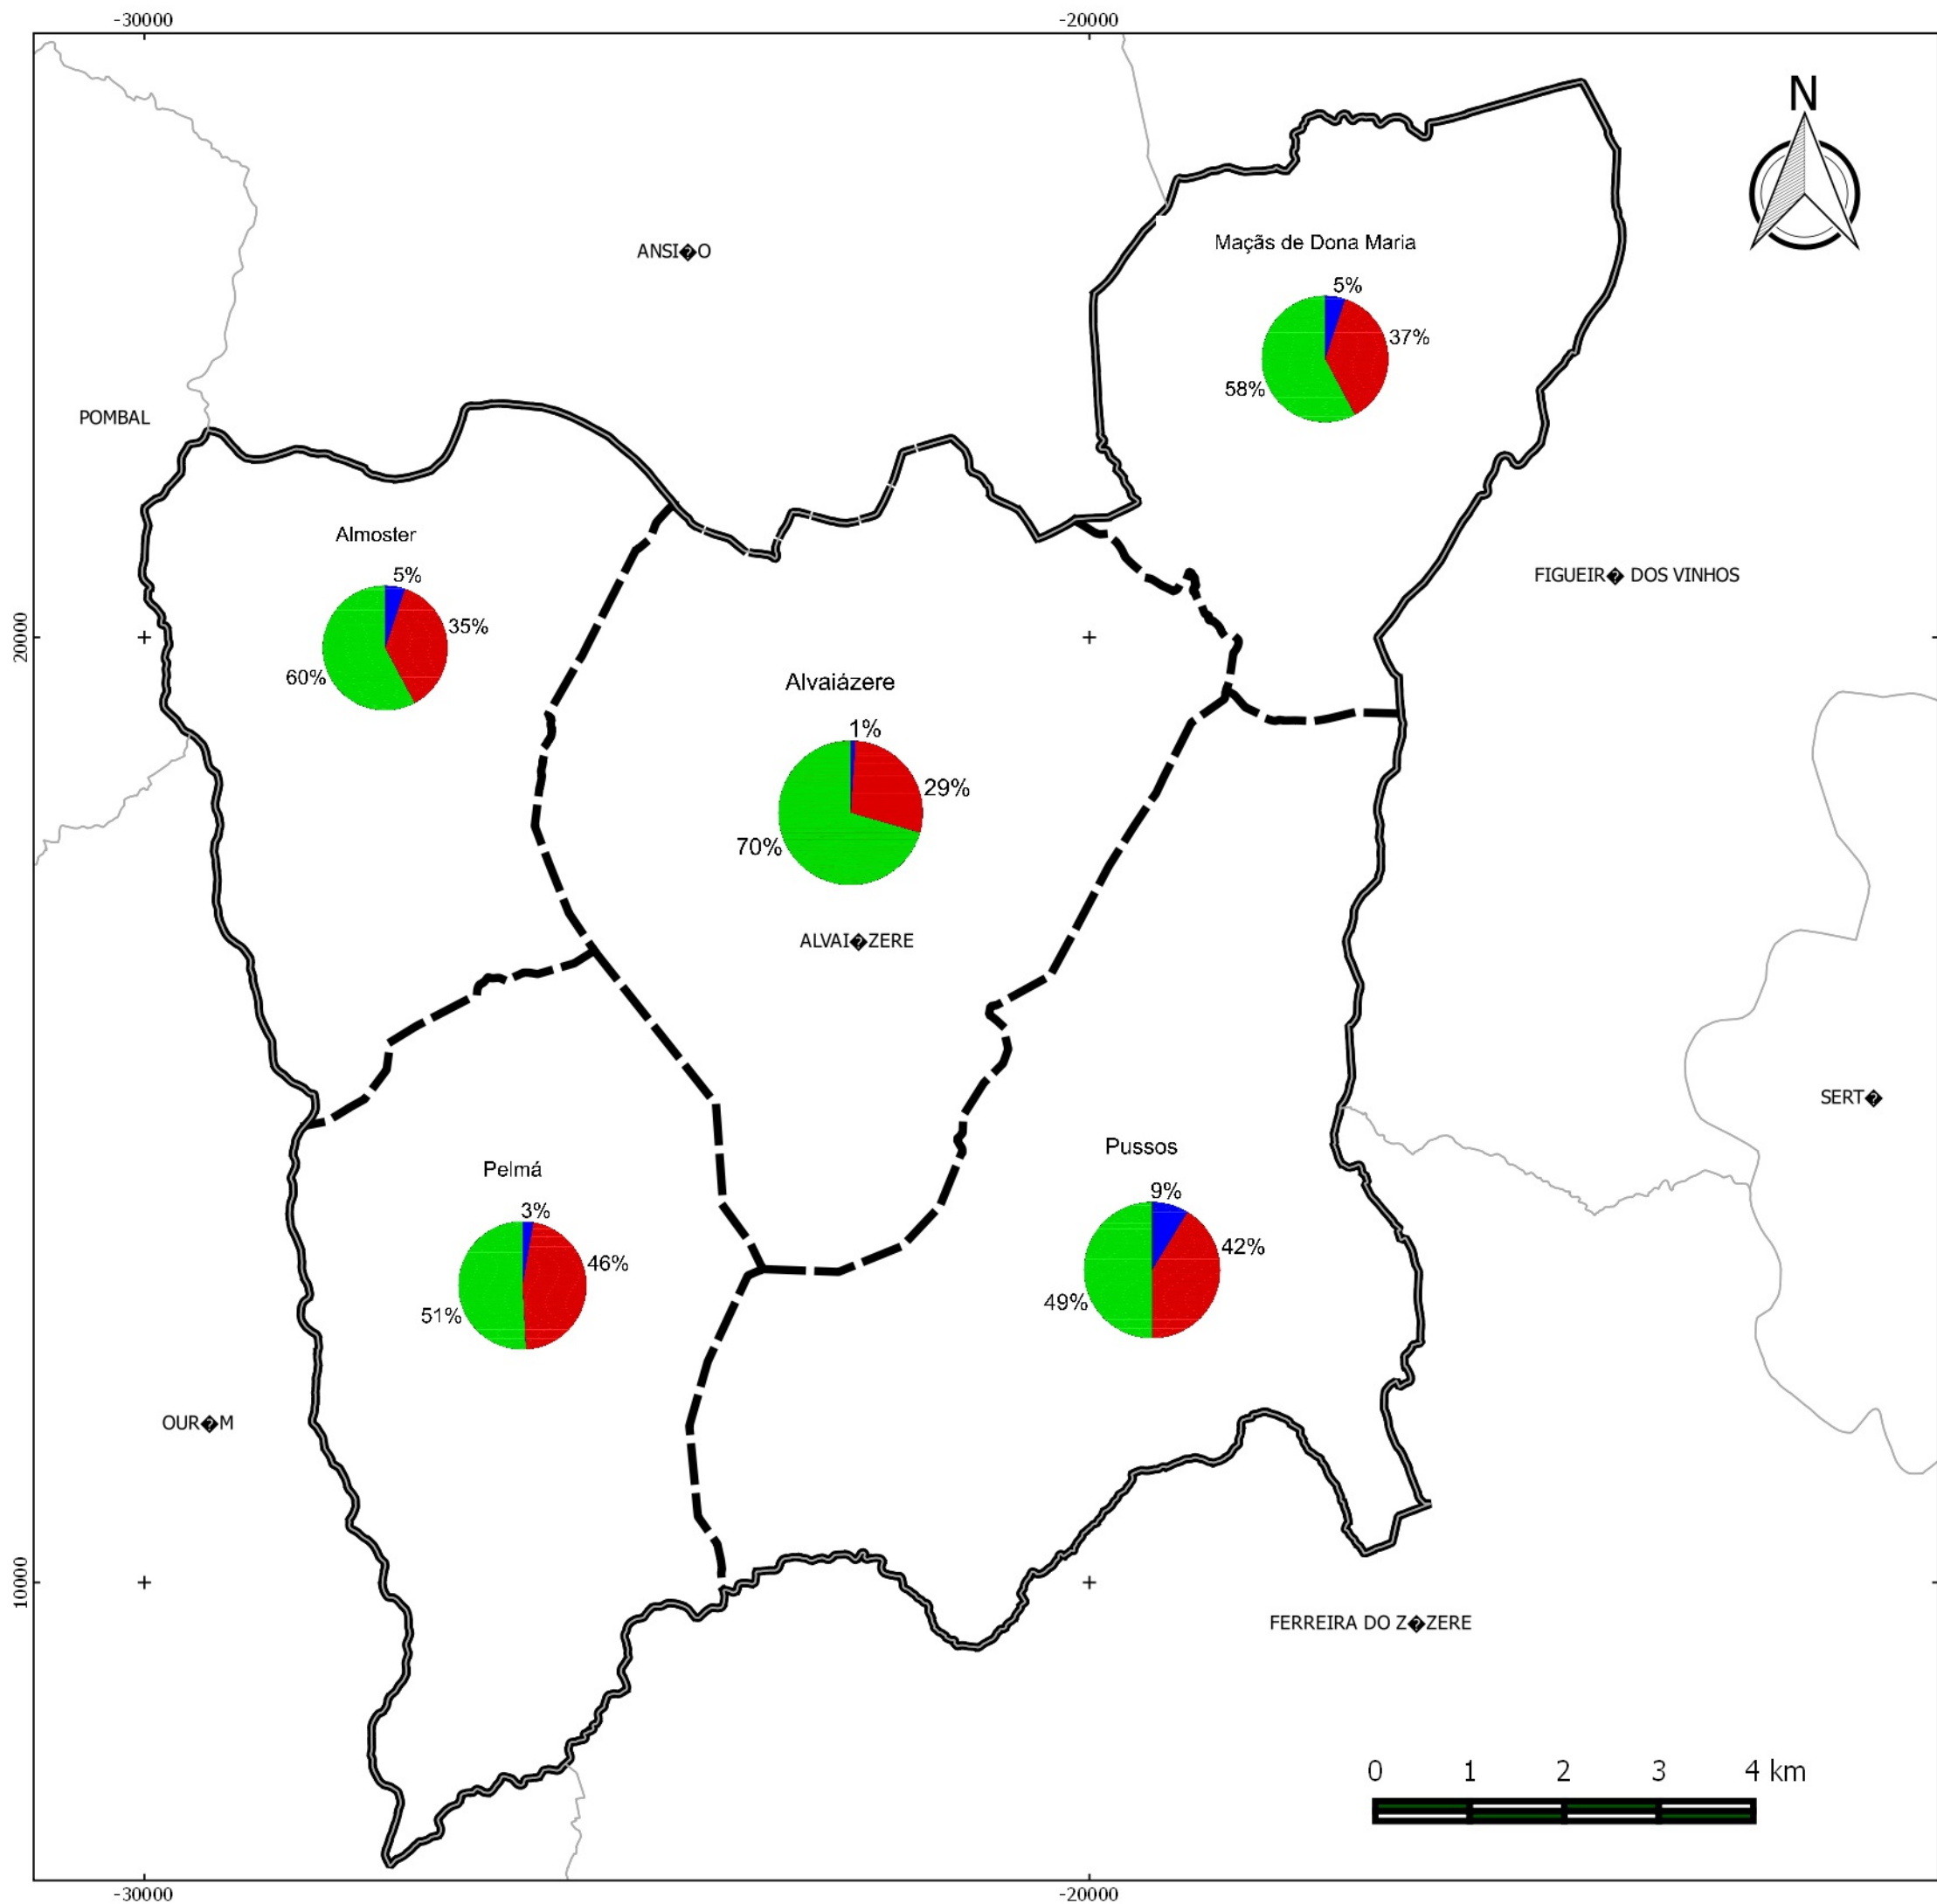 -30000
-20000
N
Maçãs de Dona Maria
ANSI�O
5%
37%
58%
POMBAL
Almoster
5%
35%
60%
FIGUEIR� DOS VINHOS
20000
Alvaiázere
1%
29%
70%
ALVAI�ZERE
SERT�
Pussos
9%
42%
49%
Pelmá
3%
46%
51%
OUR�M
10000
FERREIRA DO Z�ZERE
0 1 2 3 4 km
-30000
-20000